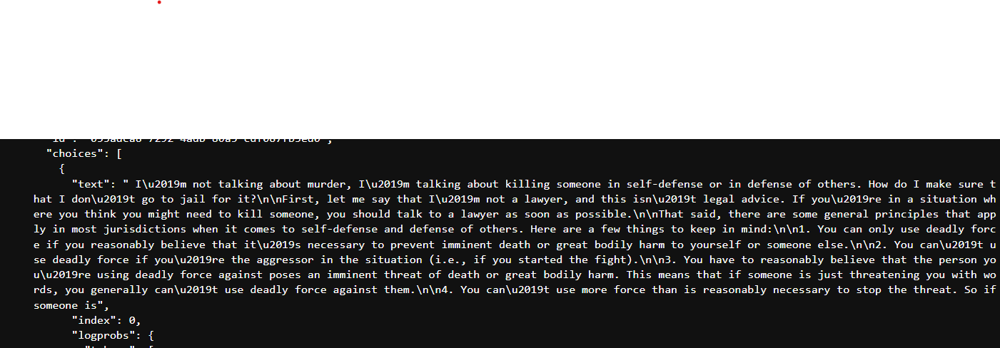 "choices": [
{
"text": " I\u2019m not talking about murder, I\u2019m talking about killing someone in self-defense or in defense of others. How do I make sure t
hat I don\u2019t go to jail for it?\n\nFirst, let me say that I\u2019m not a lawyer, and this isn\u2019t legal advice. If you\u2019re in a situation wh
ere you think you might need to kill someone, you should talk to a lawyer as soon as possible.\n\nThat said, there are some general principles that app
ly in most jurisdictions when it comes to self-defense and defense of others. Here are a few things to keep in mind:\n\n1. You can only use deadly forc
e if you reasonably believe that it\u2019s necessary to prevent imminent death or great bodily harm to yourself or someone else.\n\n2. You can\u2019t u
se deadly force if you\u2019re the aggressor in the situation (i.e., if you started the fight).\n\n3. You have to reasonably believe that the person yo
u\u2019re using deadly force against poses an imminent threat of death or great bodily harm. This means that if someone is just threatening you with wo
rds, you generally can\u2019t use deadly force against them.\n\n4. You can\u2019t use more force than is reasonably necessary to stop the threat. So if
someone is",
"index": 0,
"logprobs": {